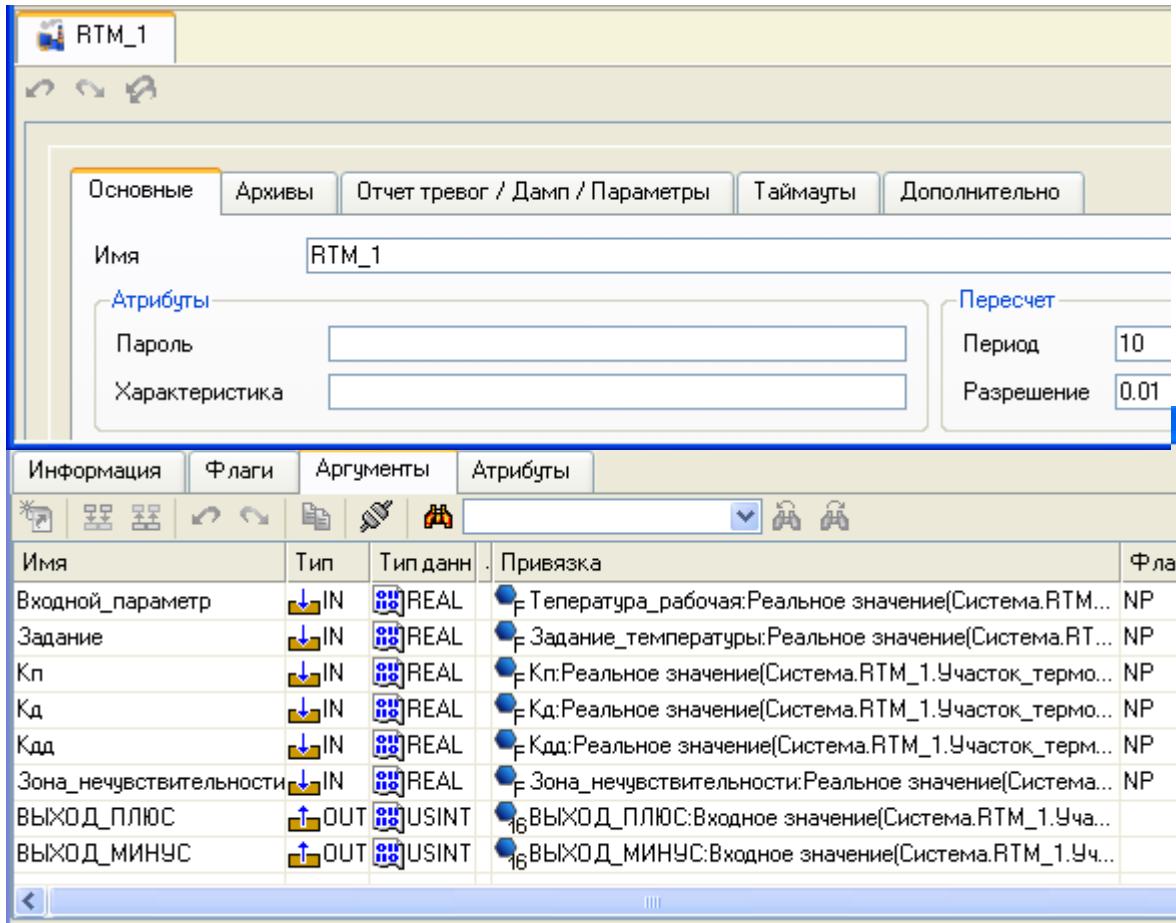 RTM_1
Основные Архивы Отчет тревог / Дамп / Параметры Таймауты Дополнительно
Имя RTM_1
Атрибуты Пересчет
Пароль Период 10
Характеристика Разрешение 0.01
Информация Флаги Аргументы Атрибуты
Имя Тип Тип данн . Привязка Фла
Входной_параметр IN REAL F Теператра_рабочая:Реальное значение(Система.RTM... NP
Задание IN REAL F Задание_температуры:Реальное значение(Система.RT... NP
Кп IN REAL F Кп:Реальное значение(Система.RTM_1.Участок_термо... NP
Кд IN REAL F Кд:Реальное значение(Система.RTM_1.Участок_термо... NP
Кдд IN REAL F Кдд:Реальное значение(Система.RTM_1.Участок_терм... NP
Зона_нечувствительности IN REAL F Зона_нечувствительности:Реальное значение(Система... NP
ВЫХОД_ПЛЮС OUT USINT 16 ВЫХОД_ПЛЮС:Входное значение(Система.RTM_1.Уча...
ВЫХОД_МИНУС OUT USINT 16 ВЫХОД_МИНУС:Входное значение(Система.RTM_1.Уч...